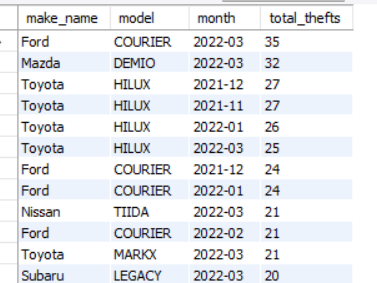 make_name model month total_thefts
Ford COURIER 2022-03 35
Mazda DEMIO 2022-03 32
Toyota HILUX 2021-12 27
Toyota HILUX 2021-11 27
Toyota HILUX 2022-01 26
Toyota HILUX 2022-03 25
Ford COURIER 2021-12 24
Ford COURIER 2022-01 24
Nissan TIIDA 2022-03 21
Ford COURIER 2022-02 21
Toyota MARKX 2022-03 21
Subaru LEGACY 2022-03 20